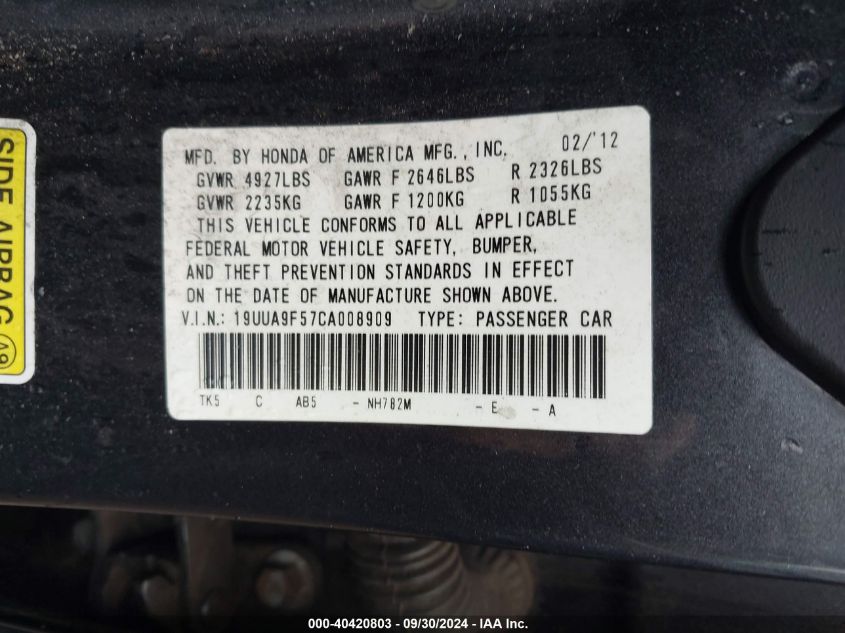 MFD. BY HONDA OF AMERICA MFG., INC. 02/'12
GVWR 4927LBS GAWR F 2646LBS R 2326LBS
GVWR 2235KG GAWR F 1200KG R 1055KG
THIS VEHICLE CONFORMS TO ALL APPLICABLE
FEDERAL MOTOR VEHICLE SAFETY, BUMPER,
AND THEFT PREVENTION STANDARDS IN EFFECT
ON THE DATE OF MANUFACTURE SHOWN ABOVE.
V.I.N.: 19UUA9F57CA008909 TYPE: PASSENGER CAR
TK5 C AB5 - NH782M - E - A
SIDE AIRBAG A9
000-40420803 / 09/30/2024 - IAA Inc.